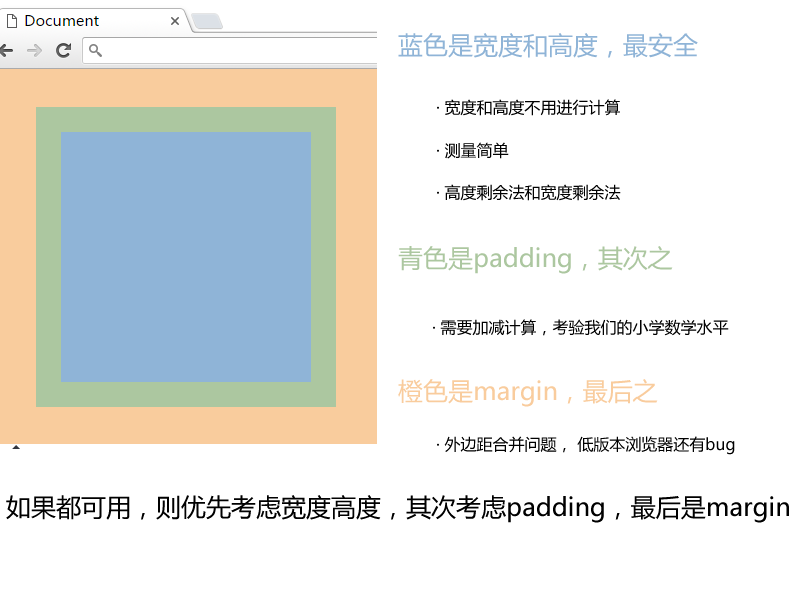 Document
蓝色是宽度和高度，最安全
· 宽度和高度不用进行计算
· 测量简单
· 高度剩余法和宽度剩余法
青色是padding，其次之
· 需要加减计算，考验我们的小学数学水平
橙色是margin，最后之
· 外边距合并问题， 低版本浏览器还有bug
如果都可用，则优先考虑宽度高度，其次考虑padding，最后是margin